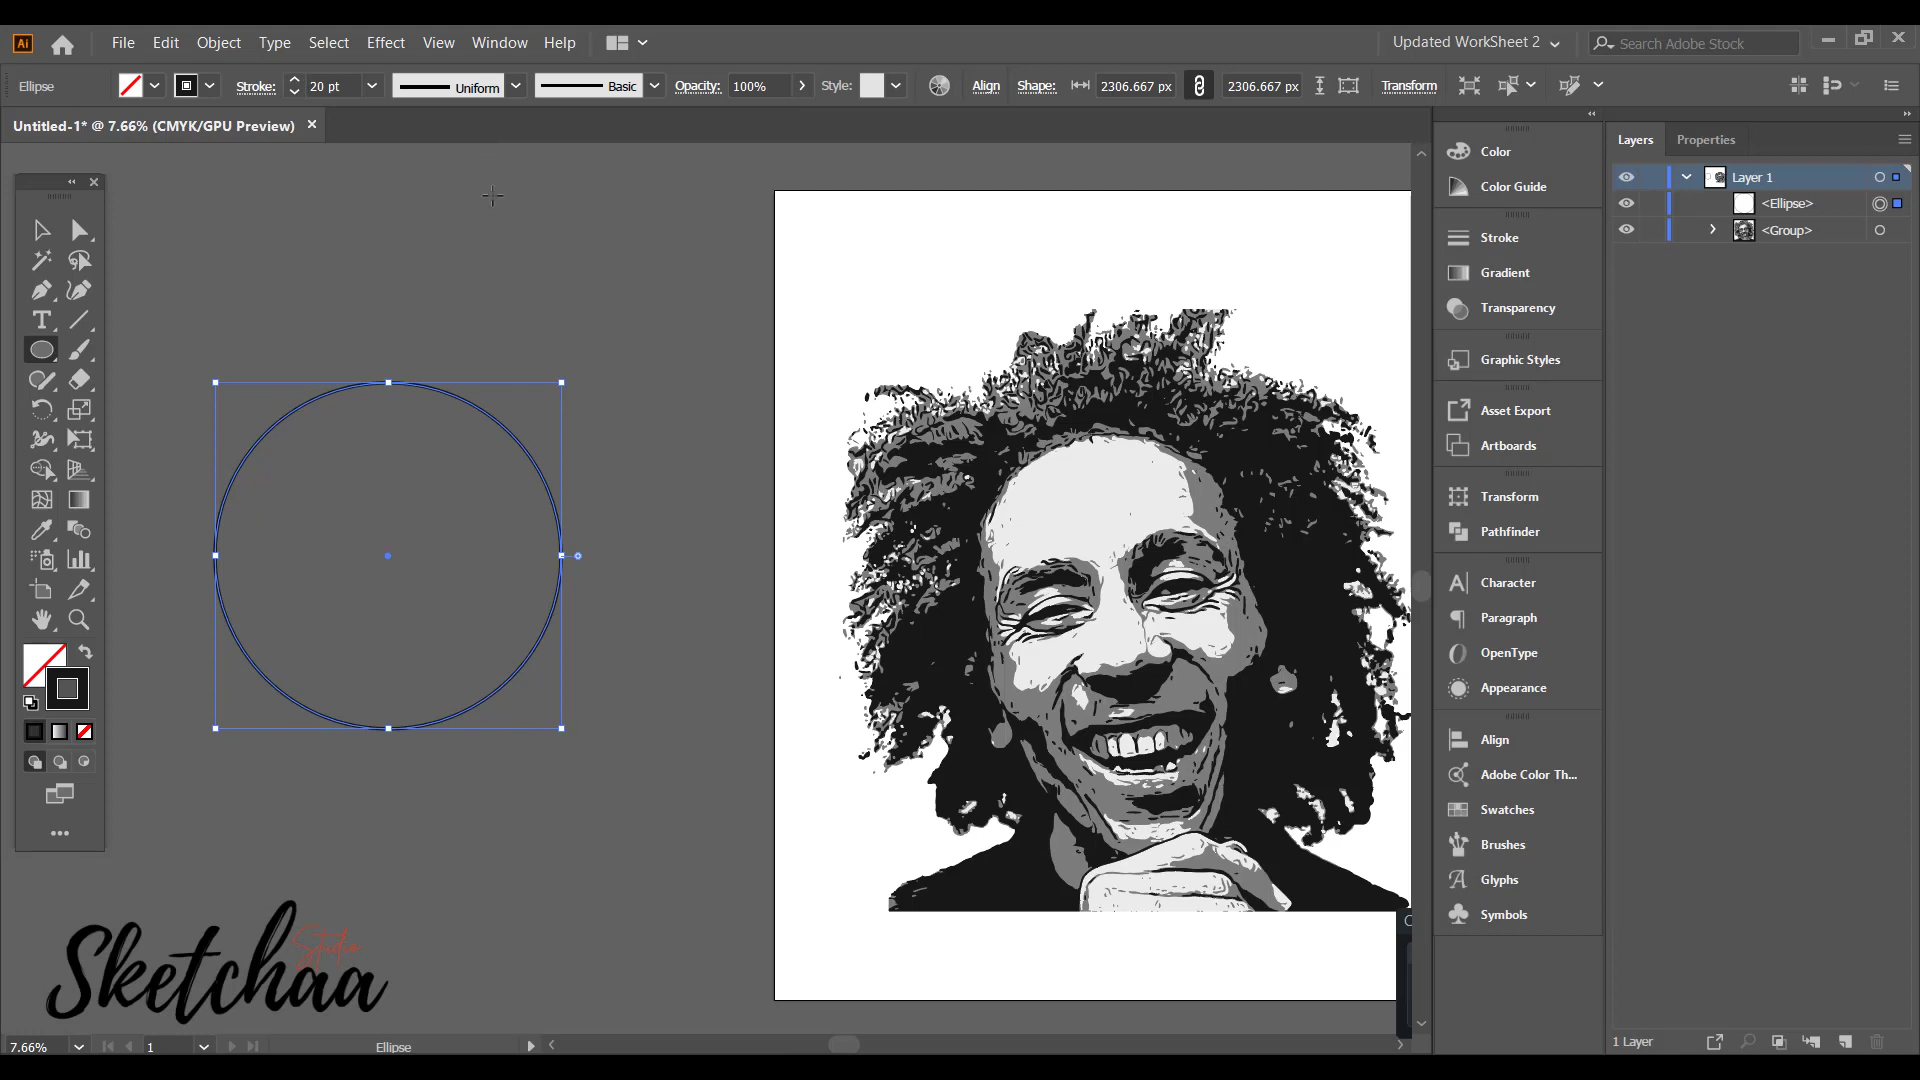 Ai
File Edit Object Type Select Effect View Window Help
Updated WorkSheet 2
Search Adobe Stock
Ellipse
Stroke: 20 pt
Uniform
Basic
Opacity: 100%
Style:
Align
Shape: 2306.667 px 2306.667 px
Transform
Untitled-1* @ 7.66% (CMYK/GPU Preview)
Color
Color Guide
Stroke
Gradient
Transparency
Graphic Styles
Asset Export
Artboards
Transform
Pathfinder
Character
Paragraph
OpenType
Appearance
Align
Adobe Color Th...
Swatches
Brushes
Glyphs
Symbols
Layers Properties
Layer 1
<Ellipse>
<Group>
Sketchaa
Studio
7.66% 1 Ellipse
1 Layer